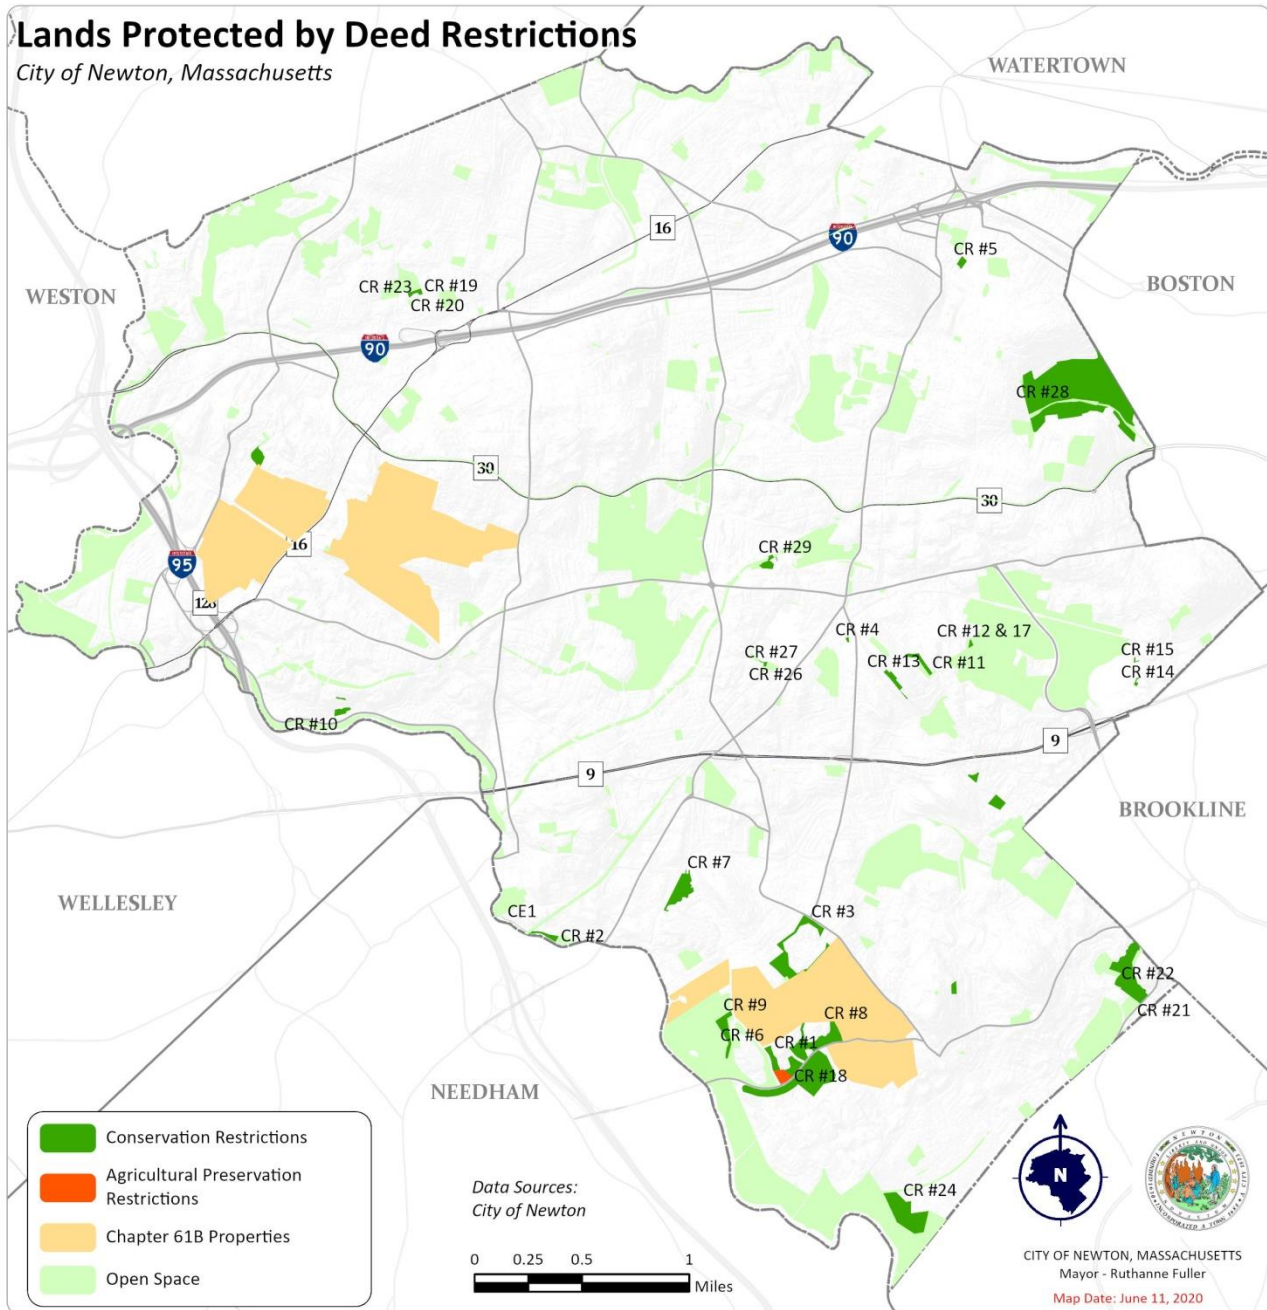 Lands Protected by Deed Restrictions
City of Newton, Massachusetts
WATERTOWN
16
90
CR #5
WESTON
CR #23 CR #19
CR #20
BOSTON
90
CR #28
30
30
16
95
CR #29
128
CR #4
CR #12 & 17
CR #27
CR #26
CR #13
CR #11
CR #15
CR #14
CR #10
9
9
BROOKLINE
CR #7
WELLESLEY
CE1
CR #3
CR #2
CR #22
CR #9
CR #8
CR #21
CR #6
CR #1
CR #18
NEEDHAM
Conservation Restrictions
Agricultural Preservation
Restrictions
Chapter 61B Properties
Open Space
Data Sources:
City of Newton
0 0.25 0.5 1
Miles
CR #24
N
CITY OF NEWTON, MASSACHUSETTS
Mayor - Ruthanne Fuller
Map Date: June 11, 2020